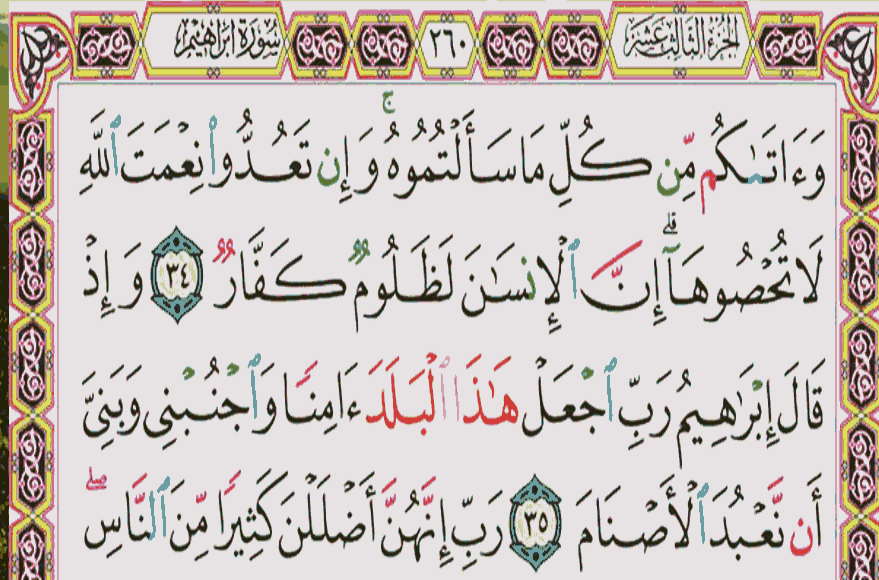 الجزء الثالث عشر ٢٦٠ سورة ابراهيم
وَءَاتَىٰكُم مِّن كُلِّ مَا سَأَلْتُمُوهُۚ وَإِن تَعُدُّوا۟ نِعْمَتَ ٱللَّهِ
لَا تُحْصُوهَآۗ إِنَّ ٱلْإِنسَٰنَ لَظَلُومٌ كَفَّارٌ ٣٤ وَإِذْ
قَالَ إِبْرَٰهِيمُ رَبِّ ٱجْعَلْ هَٰذَا ٱلْبَلَدَ ءَامِنًا وَٱجْنُبْنِى وَبَنِىَّ
أَن نَّعْبُدَ ٱلْأَصْنَامَ ٣٥ رَبِّ إِنَّهُنَّ أَضْلَلْنَ كَثِيرًا مِّنَ ٱلنَّاسِۖ